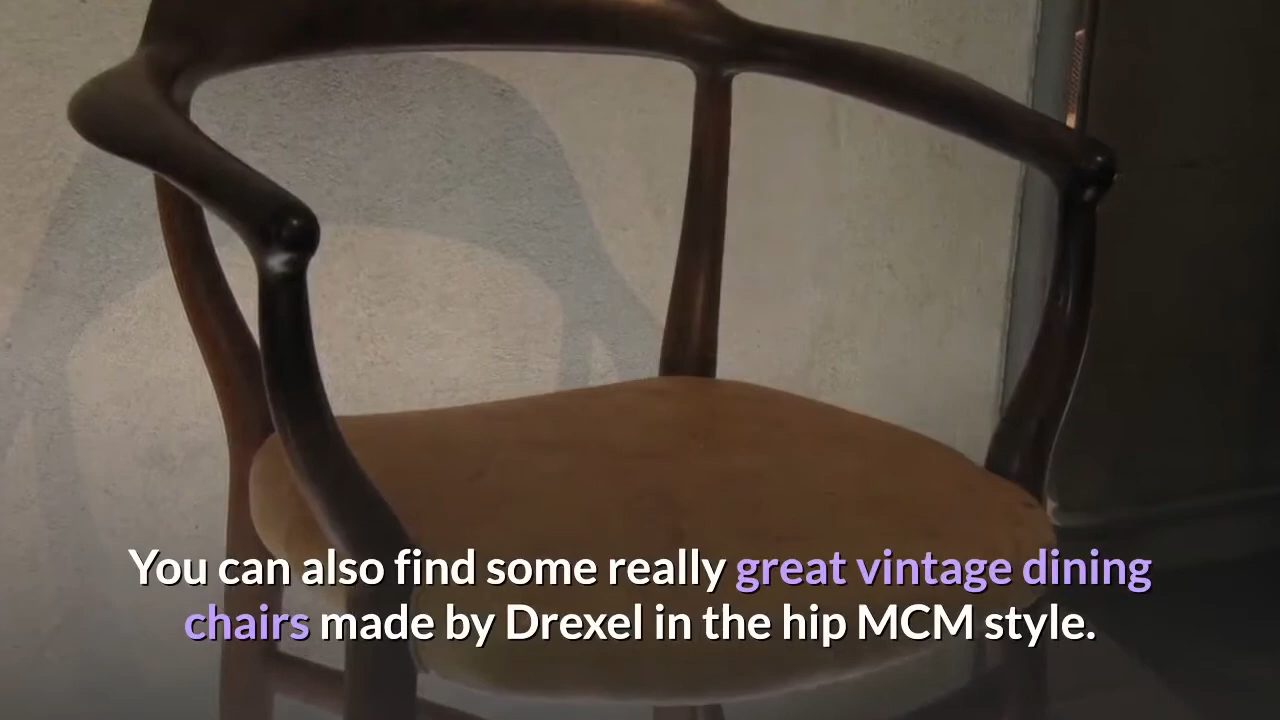 You can also find some really great vintage dining
chairs made by Drexel in the hip MCM style.